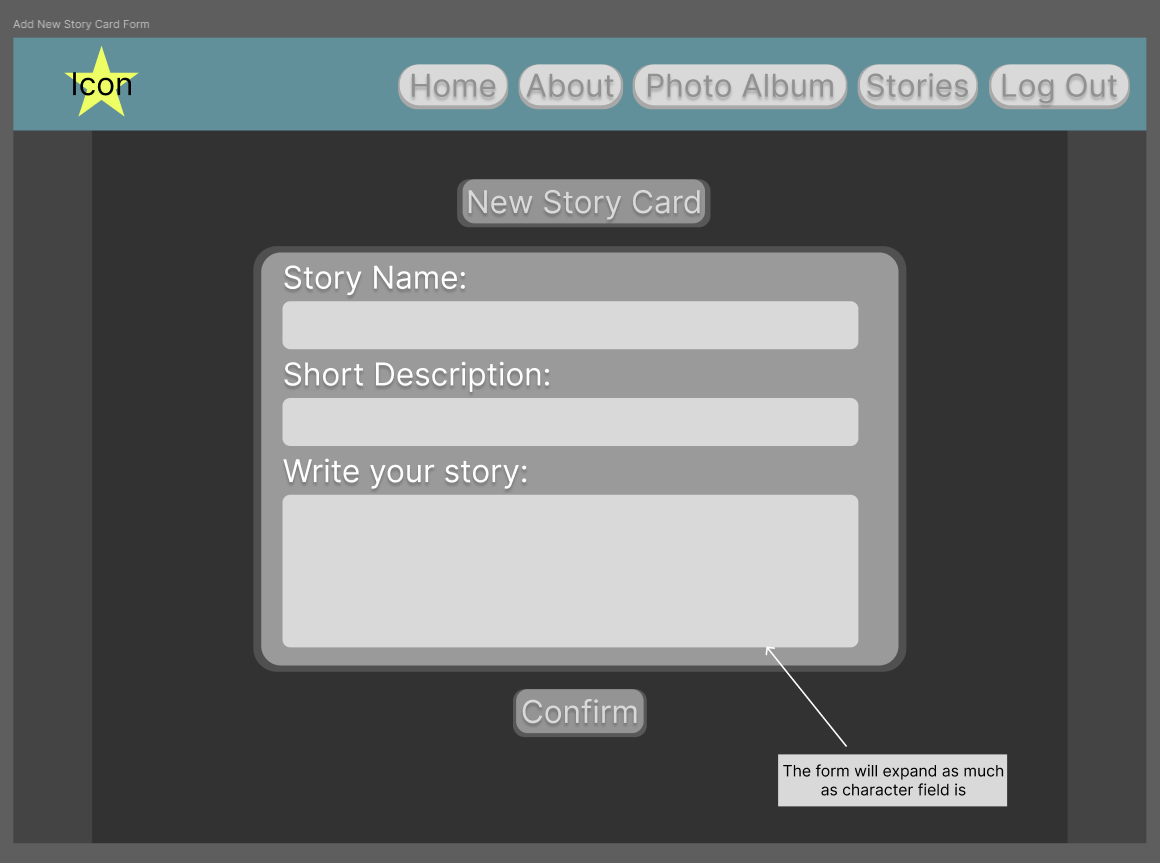 Add New Story Card Form
Icon
Home
About
Photo Album
Stories
Log Out
New Story Card
Story Name:
Short Description:
Write your story:
Confirm
The form will expand as much
as character field is